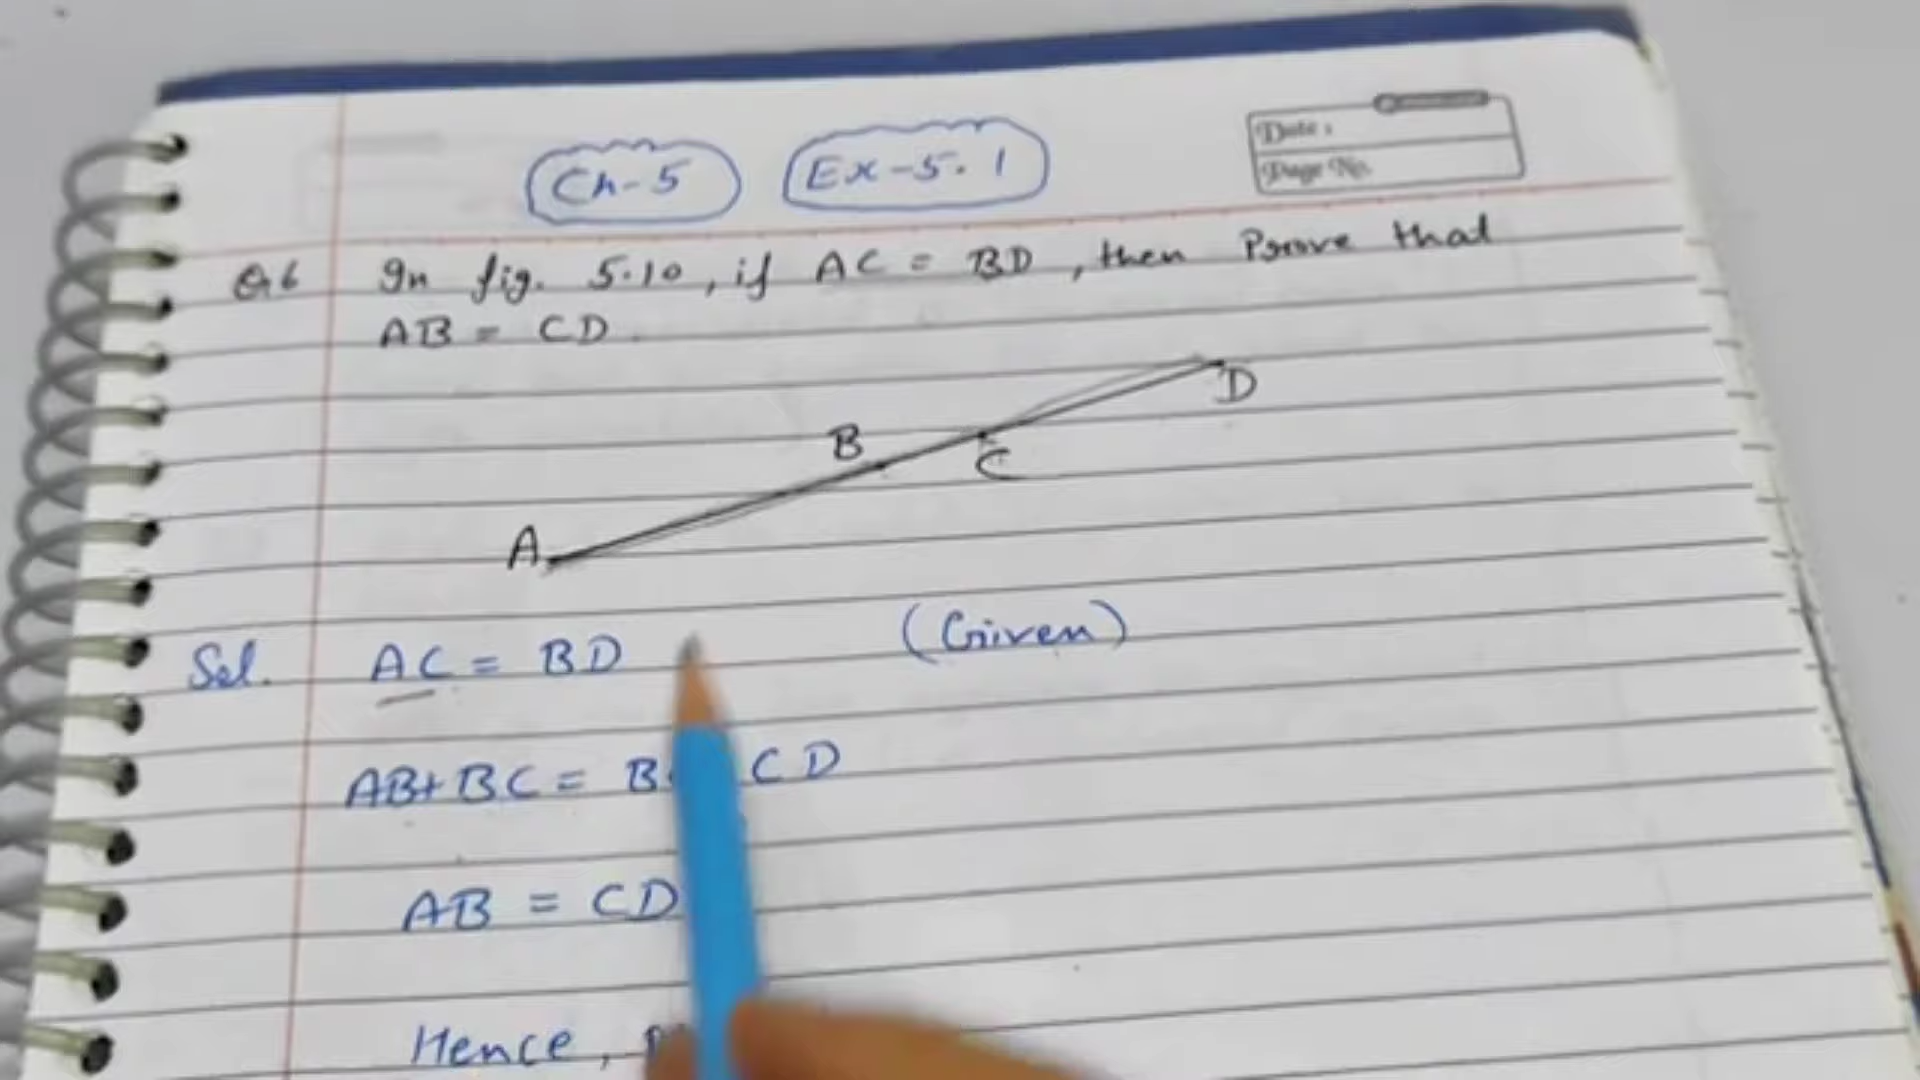 Ch-5 Ex-5.1
Date:
Page No.
Q.6 In fig. 5.10, if AC = BD, then Prove that
AB = CD.
D
B
C
A
Sol. AC = BD (Given)
AB+BC = B CD
AB = CD
Hence,